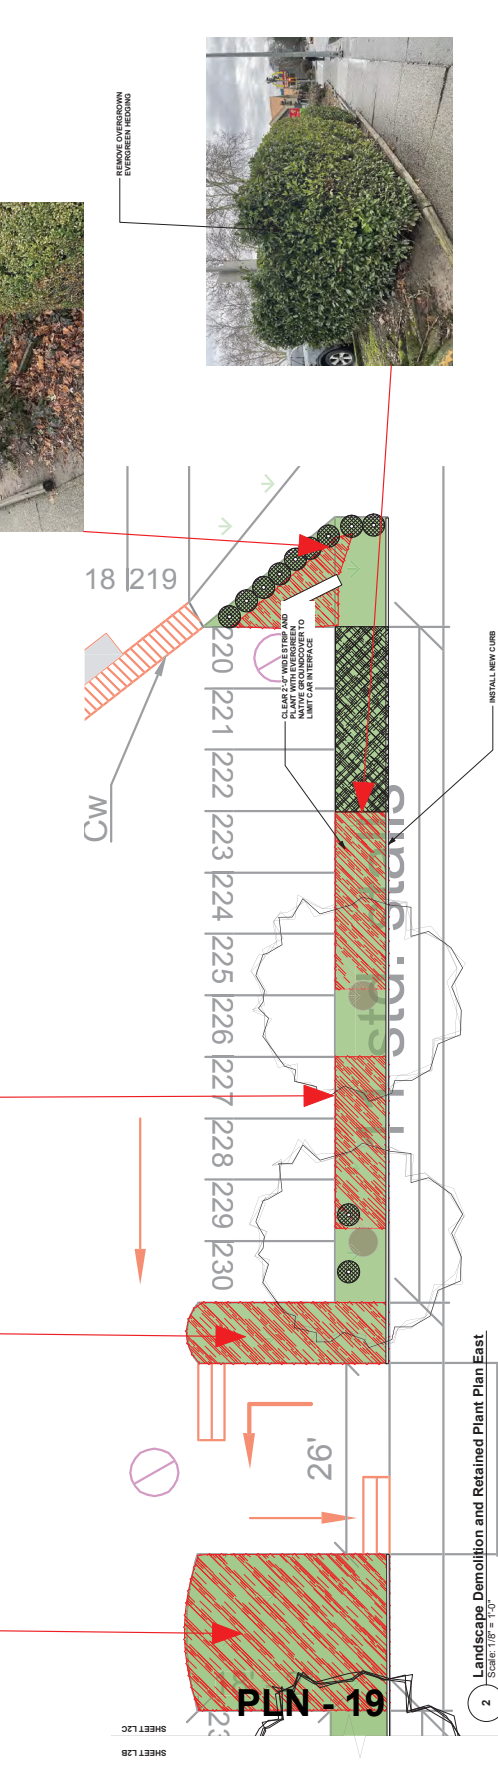 REMOVE OVERGROWN
EVERGREEN HEDGING
18
219
220
221
222
223
224
225
226
227
228
229
230
Cw
CLEAR 2'-0" WIDE STRIP AND
PLANT WITH EVERGREEN
NATIVE GROUNDCOVER TO
LIMIT CAR INTERFACE
INSTALL NEW CURB
std. stalls
26'
PLN - 19
SHEET L2C
SHEET L2B
2
Landscape Demolition and Retained Plant Plan East
Scale: 1/8" = 1'-0"